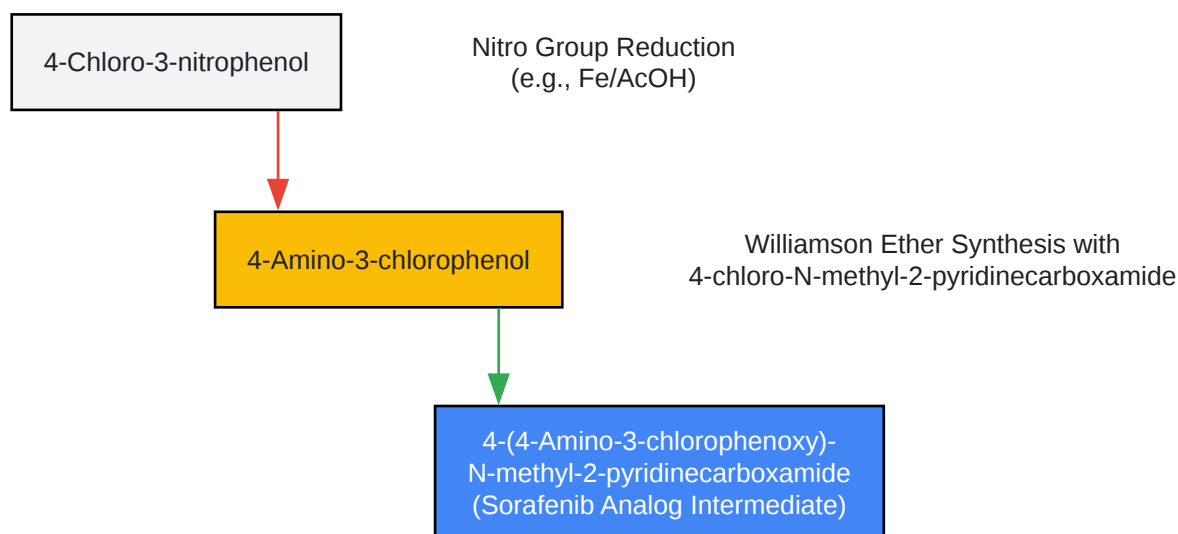 4-Chloro-3-nitrophenol
Nitro Group Reduction
(e.g., Fe/AcOH)
4-Amino-3-chlorophenol
Williamson Ether Synthesis with
4-chloro-N-methyl-2-pyridinecarboxamide
4-(4-Amino-3-chlorophenoxy)-
N-methyl-2-pyridinecarboxamide
(Sorafenib Analog Intermediate)